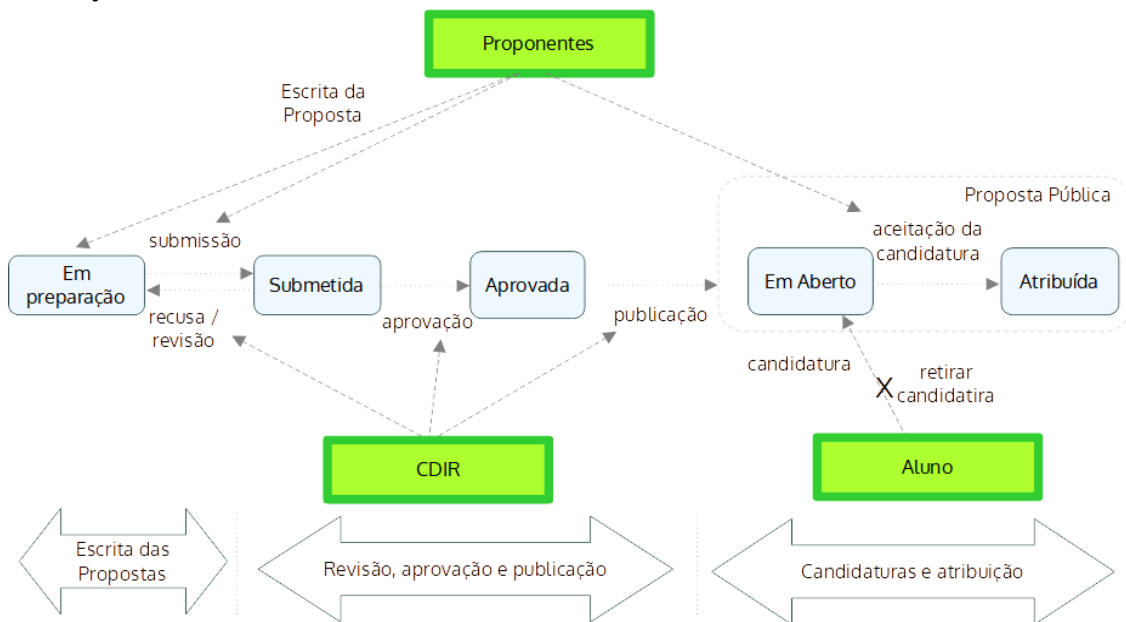 Proponentes
Escrita da
Proposta
Proposta Pública
submissão
aceitação da
candidatura
Em
preparação
Submetida
Aprovada
Em Aberto
Atribuída
recusa /
revisão
aprovação
publicação
candidatura
retirar
candidatira
CDIR
Aluno
Escrita das
Propostas
Revisão, aprovação e publicação
Candidaturas e atribuição